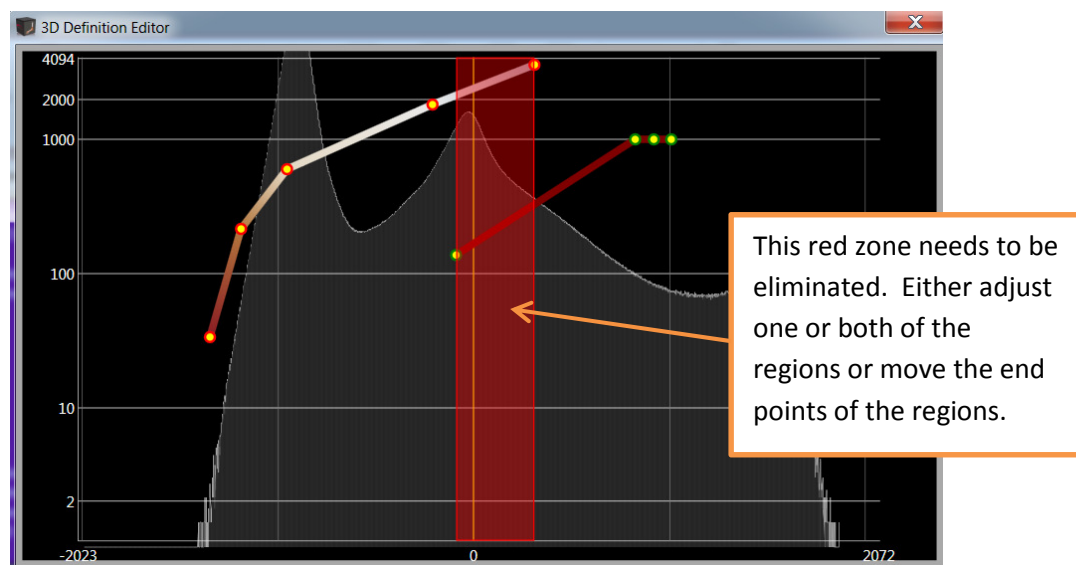 3D Definition Editor
X
4094
2000
1000
100
10
2
-2023
0
2072
This red zone needs to be
eliminated.  Either adjust
one or both of the
regions or move the end
points of the regions.